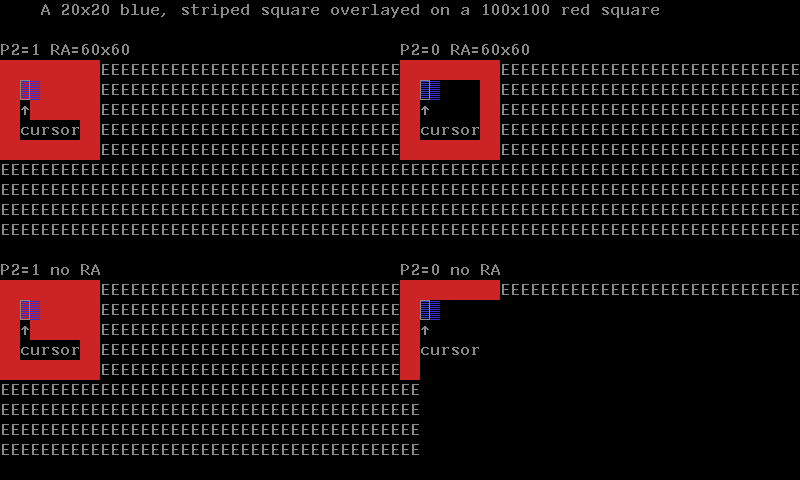 A 20x20 blue, striped square overlayed on a 100x100 red square
P2=1 RA=60x60 P2=0 RA=60x60
EEEEEEEEEEEEEEEEEEEEEEEEEEEEEE EEEEEEEEEEEEEEEEEEEEEEEEEEEEEE
EEEEEEEEEEEEEEEEEEEEEEEEEEEEEE EEEEEEEEEEEEEEEEEEEEEEEEEEEEEE
↑ EEEEEEEEEEEEEEEEEEEEEEEEEEEEEE ↑ EEEEEEEEEEEEEEEEEEEEEEEEEEEEEE
cursor EEEEEEEEEEEEEEEEEEEEEEEEEEEEEE cursor EEEEEEEEEEEEEEEEEEEEEEEEEEEEEE
EEEEEEEEEEEEEEEEEEEEEEEEEEEEEE EEEEEEEEEEEEEEEEEEEEEEEEEEEEEE
EEEEEEEEEEEEEEEEEEEEEEEEEEEEEEEEEEEEEEEEEEEEEEEEEEEEEEEEEEEEEEEEEEEEEEEEEEEEEEEE
EEEEEEEEEEEEEEEEEEEEEEEEEEEEEEEEEEEEEEEEEEEEEEEEEEEEEEEEEEEEEEEEEEEEEEEEEEEEEEEE
EEEEEEEEEEEEEEEEEEEEEEEEEEEEEEEEEEEEEEEEEEEEEEEEEEEEEEEEEEEEEEEEEEEEEEEEEEEEEEEE
EEEEEEEEEEEEEEEEEEEEEEEEEEEEEEEEEEEEEEEEEEEEEEEEEEEEEEEEEEEEEEEEEEEEEEEEEEEEEEEE
P2=1 no RA P2=0 no RA
EEEEEEEEEEEEEEEEEEEEEEEEEEEEEE EEEEEEEEEEEEEEEEEEEEEEEEEEEEEE
EEEEEEEEEEEEEEEEEEEEEEEEEEEEEE
↑ EEEEEEEEEEEEEEEEEEEEEEEEEEEEEE ↑
cursor EEEEEEEEEEEEEEEEEEEEEEEEEEEEEE cursor
EEEEEEEEEEEEEEEEEEEEEEEEEEEEEE
EEEEEEEEEEEEEEEEEEEEEEEEEEEEEEEEEEEEEEEEEE
EEEEEEEEEEEEEEEEEEEEEEEEEEEEEEEEEEEEEEEEEE
EEEEEEEEEEEEEEEEEEEEEEEEEEEEEEEEEEEEEEEEEE
EEEEEEEEEEEEEEEEEEEEEEEEEEEEEEEEEEEEEEEEEE